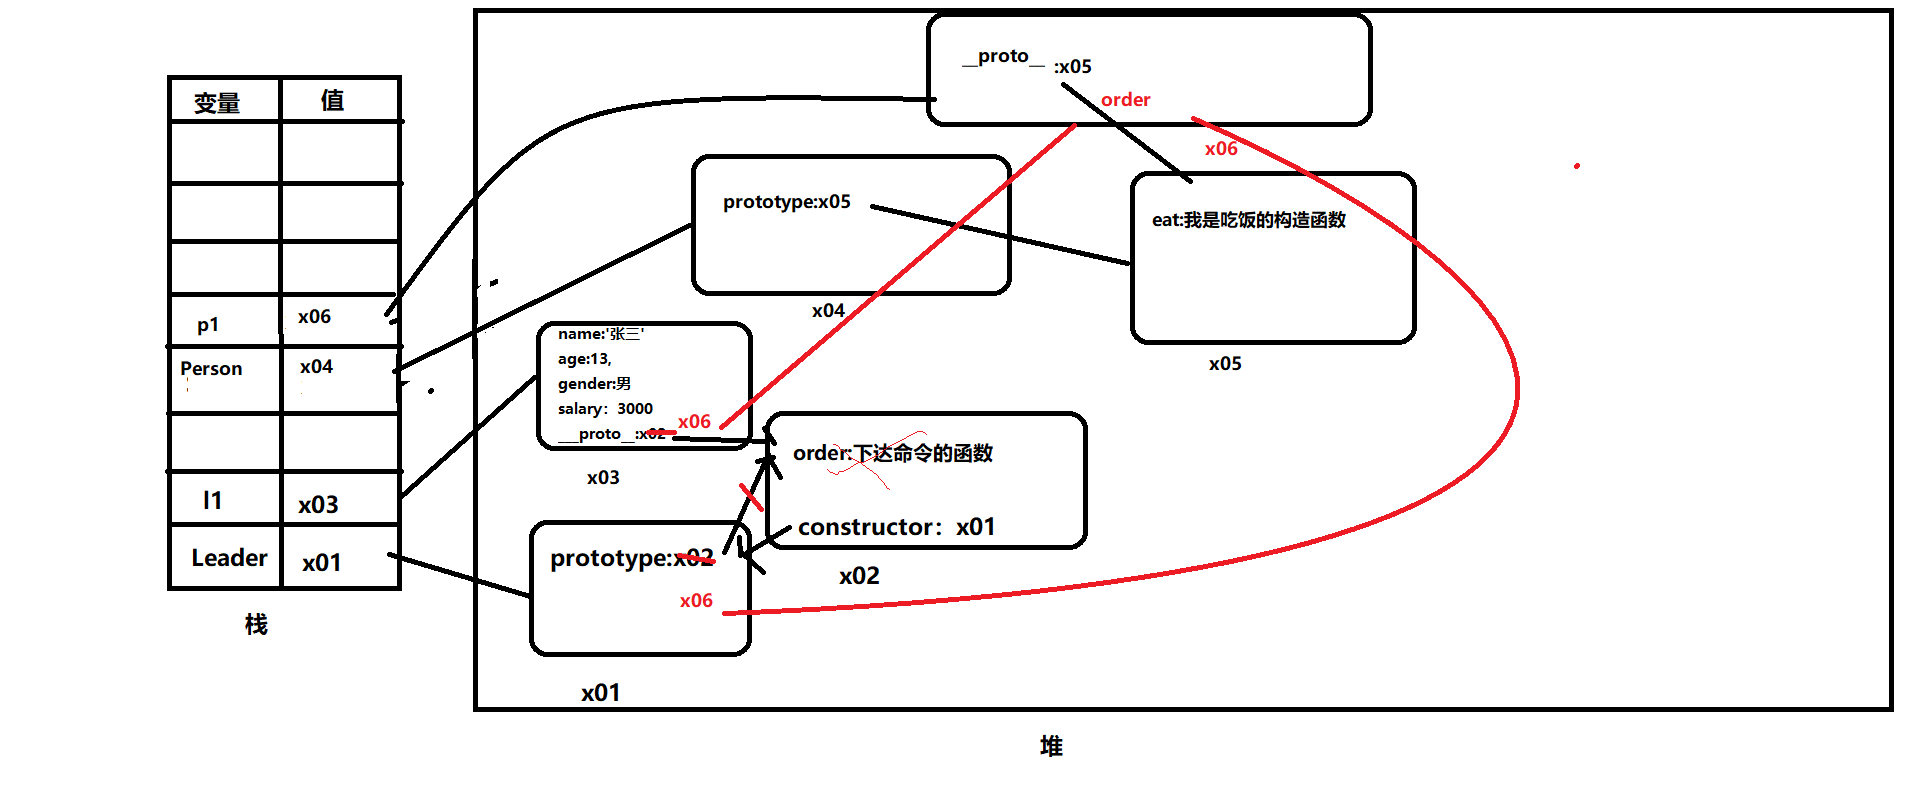 变量 值
p1 x06
Person x04
l1 x03
Leader x01
栈
__proto__ :x05
order
x06
prototype:x05
x04
eat:我是吃饭的构造函数
x05
name:'张三'
age:13,
gender:男
salary：3000
___proto__:x02
x06
x03
order:下达命令的函数
constructor：x01
x02
prototype:x02
x06
x01
堆